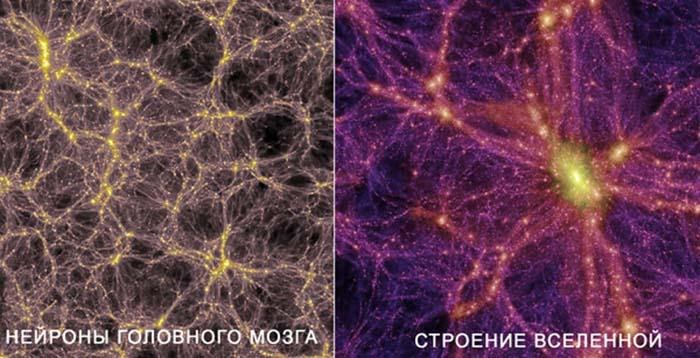 НЕЙРОНЫ ГОЛОВНОГО МОЗГА
СТРОЕНИЕ ВСЕЛЕННОЙ